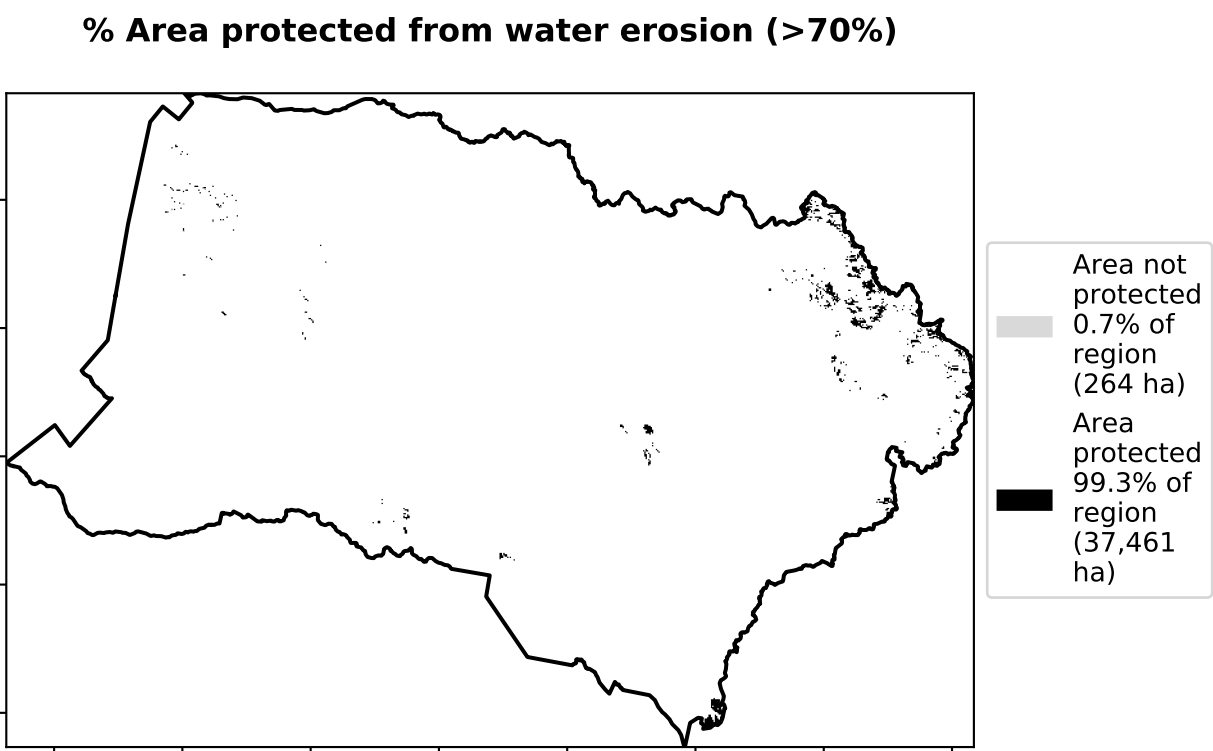 % Area protected from water erosion (>70%)
Area not
protected
0.7% of
region
(264 ha)
Area
protected
99.3% of
region
(37,461
ha)